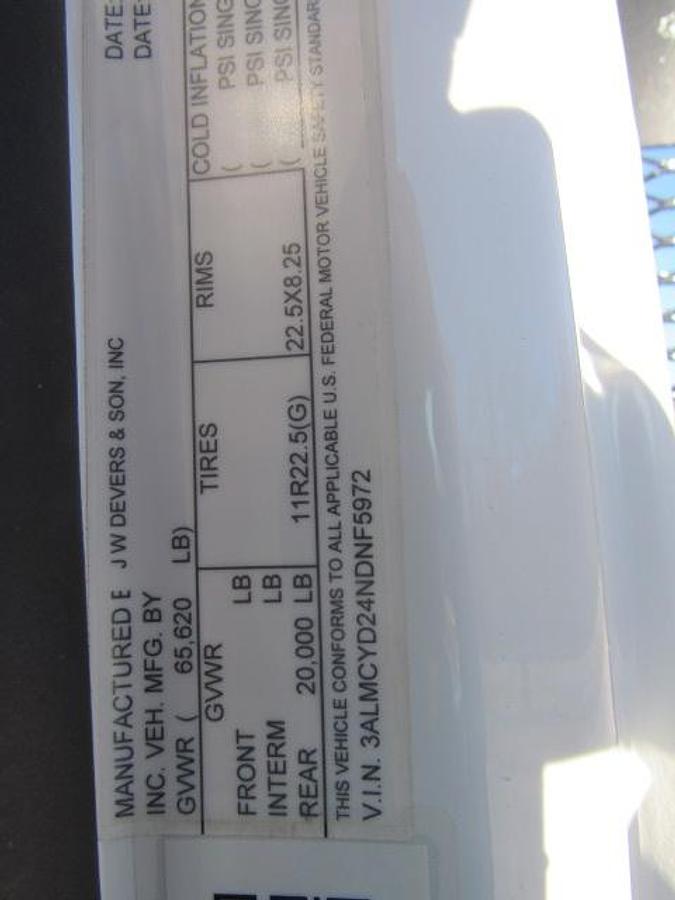 MANUFACTURED E J W DEVERS & SON, INC DATE:
INC. VEH. MFG. BY DATE:
GVWR ( 65,620 LB)
GVWR TIRES RIMS COLD INFLATION
FRONT LB ( PSI SING
INTERM LB ( PSI SING
REAR 20,000 LB 11R22.5(G) 22.5X8.25 ( PSI SING
THIS VEHICLE CONFORMS TO ALL APPLICABLE U.S. FEDERAL MOTOR VEHICLE SAFETY STANDAR
V.I.N. 3ALMCYD24NDNF5972